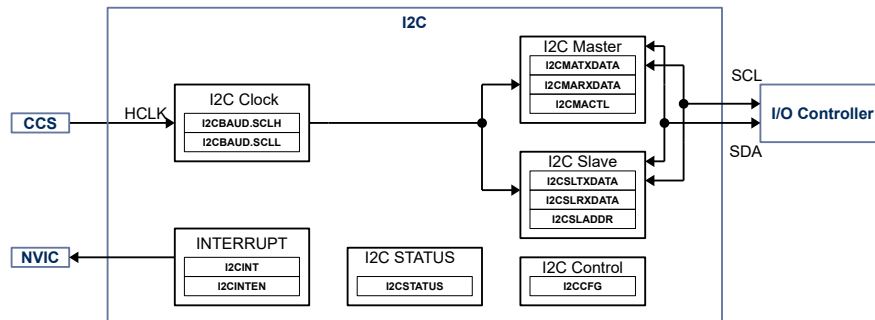 I2C
I2C Master
I2CMATXDATA
I2CMARXDATA
I2CMACTL
SCL
I2C Clock
I2CBAUD.SCLH
I2CBAUD.SCLL
CCS
HCLK
I/O Controller
SDA
I2C Slave
I2CSLTXDATA
I2CSLRXDATA
I2CSLADDR
NVIC
INTERRUPT
I2CINT
I2CINTEN
I2C STATUS
I2CSTATUS
I2C Control
I2CCFG